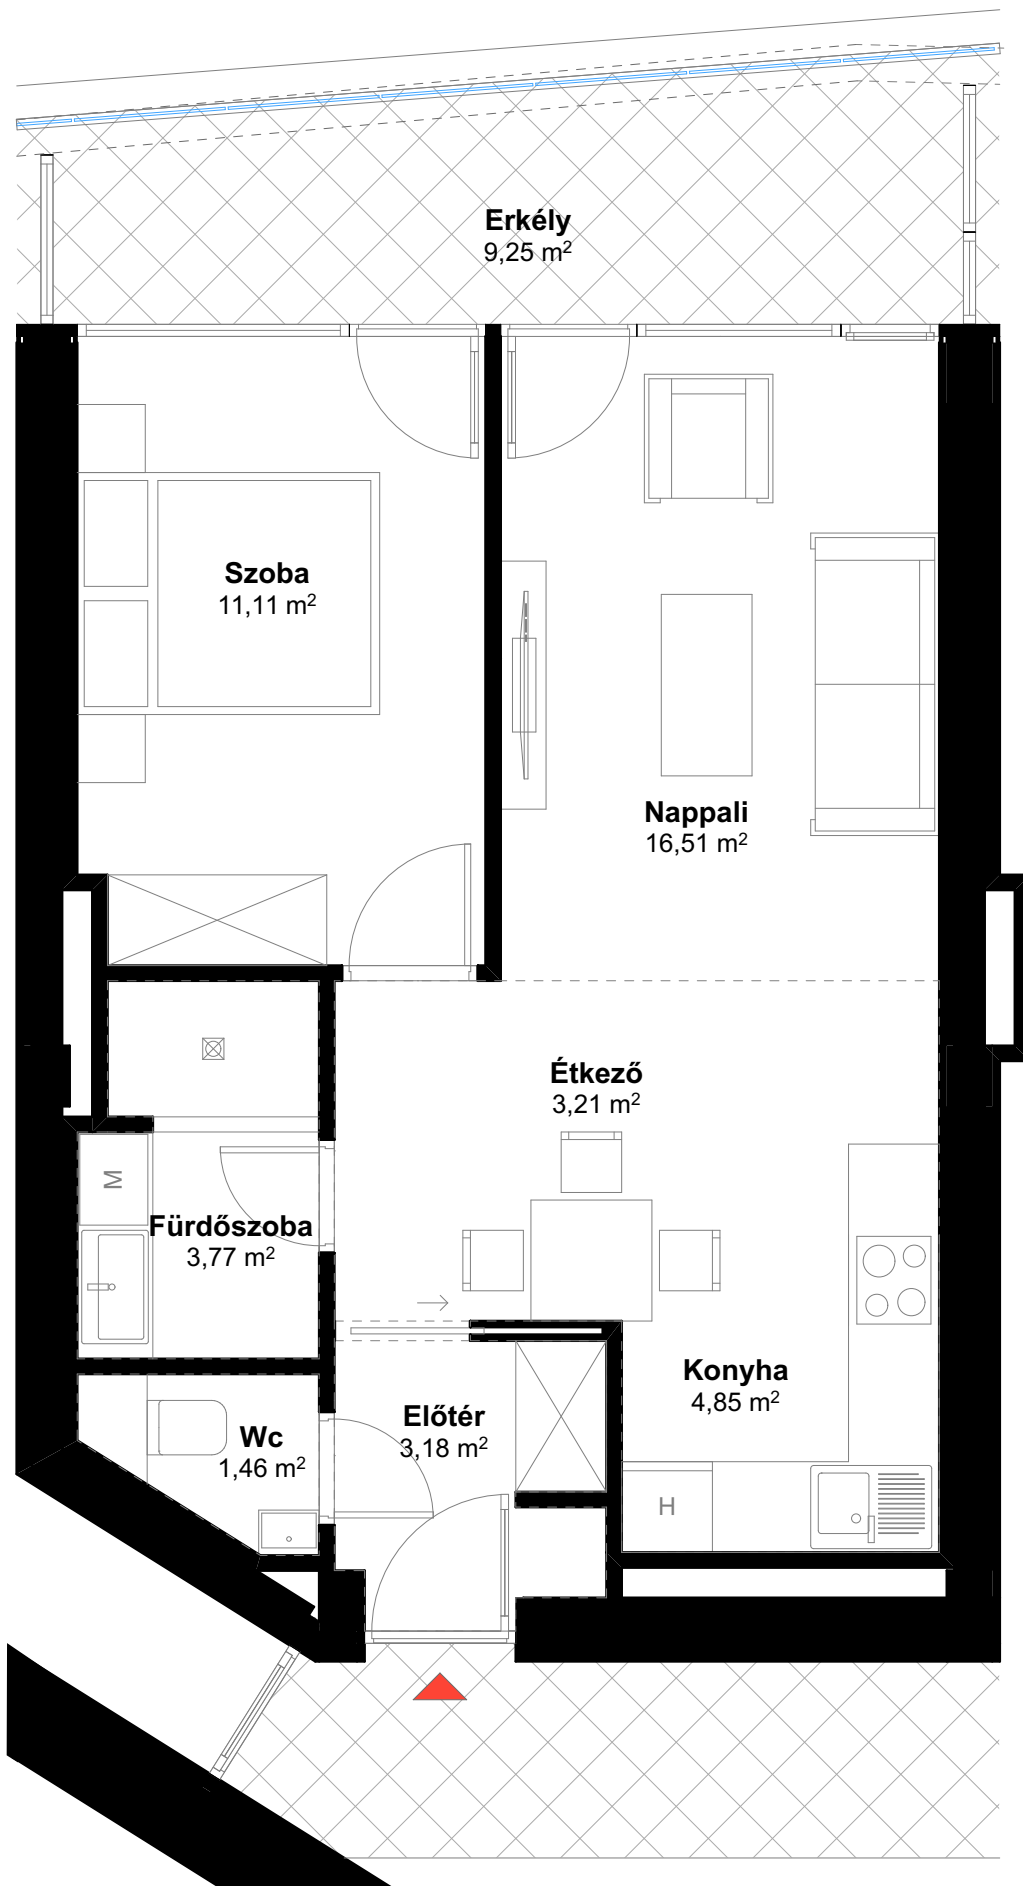 Erkély
9,25 m²
Szoba
11,11 m²
Nappali
16,51 m²
Étkező
3,21 m²
M
Fürdőszoba
3,77 m²
Konyha
4,85 m²
Előtér
3,18 m²
Wc
1,46 m²
H